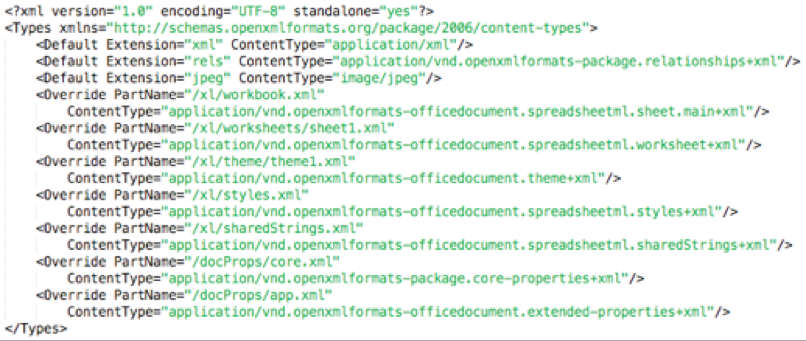 <?xml version="1.0" encoding="UTF-8" standalone="yes"?>
<Types xmlns="http://schemas.openxmlformats.org/package/2006/content-types">
    <Default Extension="xml" ContentType="application/xml"/>
    <Default Extension="rels" ContentType="application/vnd.openxmlformats-package.relationships+xml"/>
    <Default Extension="jpeg" ContentType="image/jpeg"/>
    <Override PartName="/xl/workbook.xml"
        ContentType="application/vnd.openxmlformats-officedocument.spreadsheetml.sheet.main+xml"/>
    <Override PartName="/xl/worksheets/sheet1.xml"
        ContentType="application/vnd.openxmlformats-officedocument.spreadsheetml.worksheet+xml"/>
    <Override PartName="/xl/theme/theme1.xml"
        ContentType="application/vnd.openxmlformats-officedocument.theme+xml"/>
    <Override PartName="/xl/styles.xml"
        ContentType="application/vnd.openxmlformats-officedocument.spreadsheetml.styles+xml"/>
    <Override PartName="/xl/sharedStrings.xml"
        ContentType="application/vnd.openxmlformats-officedocument.spreadsheetml.sharedStrings+xml"/>
    <Override PartName="/docProps/core.xml"
        ContentType="application/vnd.openxmlformats-package.core-properties+xml"/>
    <Override PartName="/docProps/app.xml"
        ContentType="application/vnd.openxmlformats-officedocument.extended-properties+xml"/>
</Types>